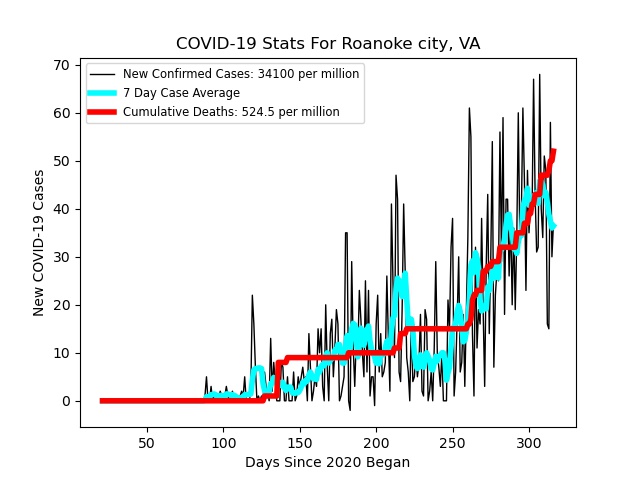 COVID-19 Stats For Roanoke city, VA
New Confirmed Cases: 34100 per million
7 Day Case Average
Cumulative Deaths: 524.5 per million
New COVID-19 Cases
70
60
50
40
30
20
10
0
50 100 150 200 250 300
Days Since 2020 Began